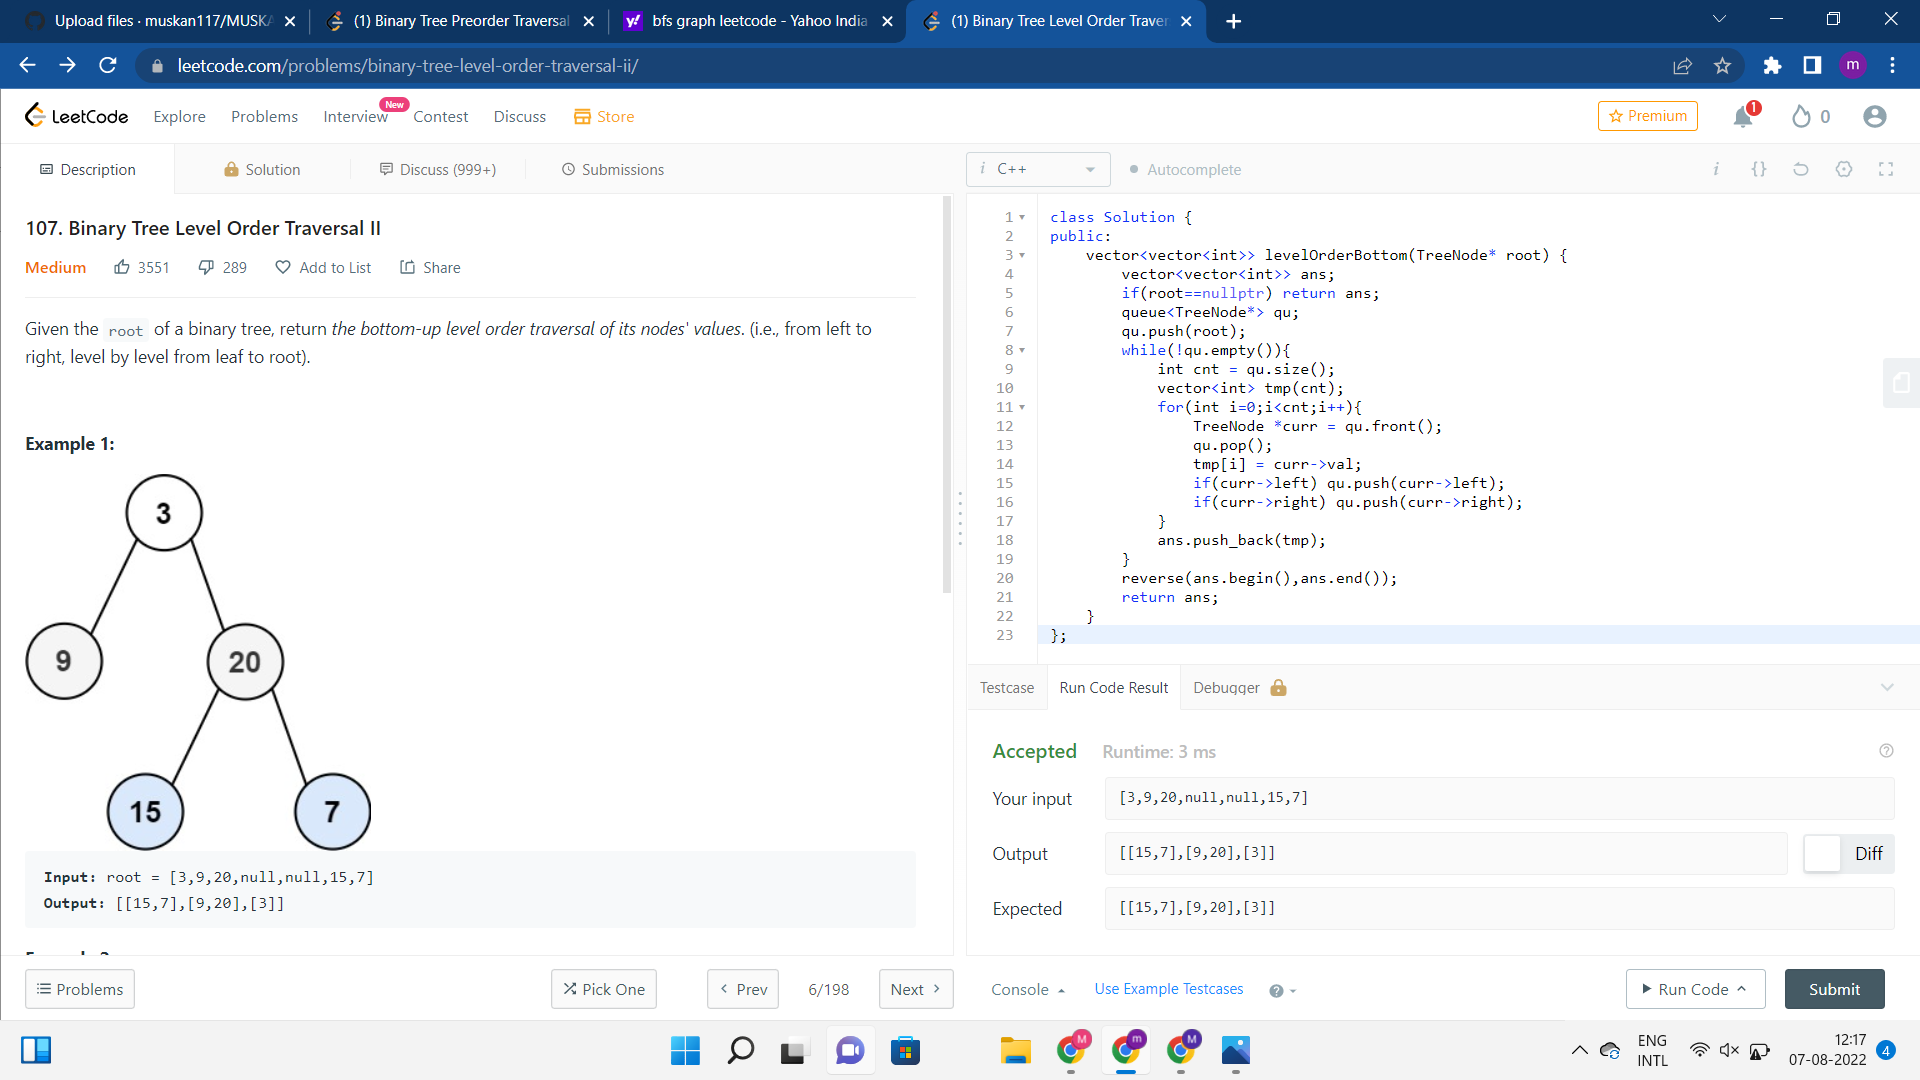 Upload files · muskan117/MUSKA
(1) Binary Tree Preorder Traversal
bfs graph leetcode - Yahoo India
(1) Binary Tree Level Order Traver
leetcode.com/problems/binary-tree-level-order-traversal-ii/
m
LeetCode
Explore
Problems
Interview
New
Contest
Discuss
Store
Premium
1
0
Description
Solution
Discuss (999+)
Submissions
i C++
Autocomplete
107. Binary Tree Level Order Traversal II
Medium
3551
289
Add to List
Share
Given the root of a binary tree, return the bottom-up level order traversal of its nodes' values. (i.e., from left to
right, level by level from leaf to root).
Example 1:
3
9
20
15
7
Input: root = [3,9,20,null,null,15,7]
Output: [[15,7],[9,20],[3]]
1 class Solution {
2 public:
3 vector<vector<int>> levelOrderBottom(TreeNode* root) {
4 vector<vector<int>> ans;
5 if(root==nullptr) return ans;
6 queue<TreeNode*> qu;
7 qu.push(root);
8 while(!qu.empty()){
9 int cnt = qu.size();
10 vector<int> tmp(cnt);
11 for(int i=0;i<cnt;i++){
12 TreeNode *curr = qu.front();
13 qu.pop();
14 tmp[i] = curr->val;
15 if(curr->left) qu.push(curr->left);
16 if(curr->right) qu.push(curr->right);
17 }
18 ans.push_back(tmp);
19 }
20 reverse(ans.begin(),ans.end());
21 return ans;
22 }
23 };
Testcase
Run Code Result
Debugger
Accepted
Runtime: 3 ms
Your input
[3,9,20,null,null,15,7]
Output
[[15,7],[9,20],[3]]
Diff
Expected
[[15,7],[9,20],[3]]
Problems
Pick One
Prev
6/198
Next
Console
Use Example Testcases
Run Code
Submit
M
m
M
ENG
INTL
12:17
07-08-2022
4